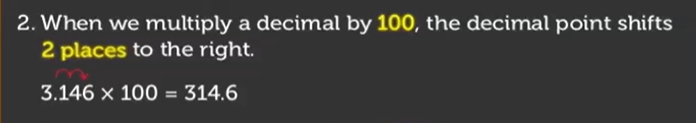 2. When we multiply a decimal by 100, the decimal point shifts
2 places to the right.
3.146 × 100 = 314.6